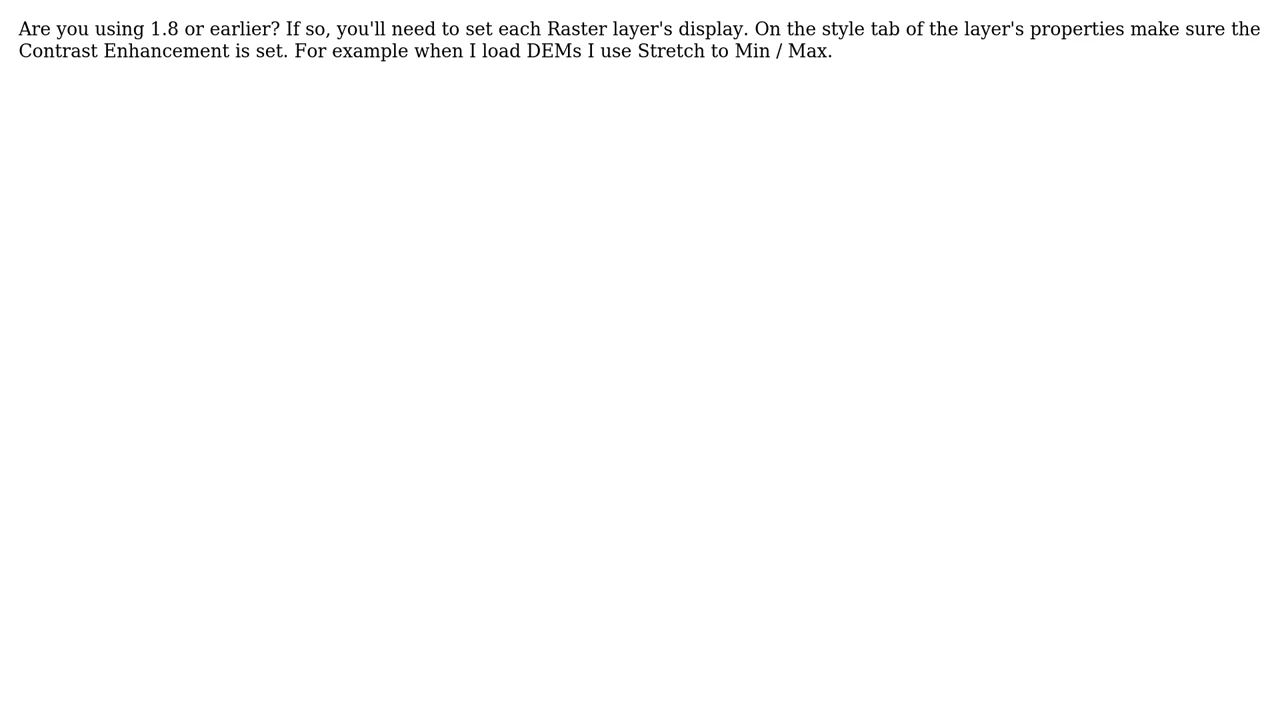 Are you using 1.8 or earlier? If so, you'll need to set each Raster layer's display. On the style tab of the layer's properties make sure the
Contrast Enhancement is set. For example when I load DEMs I use Stretch to Min / Max.